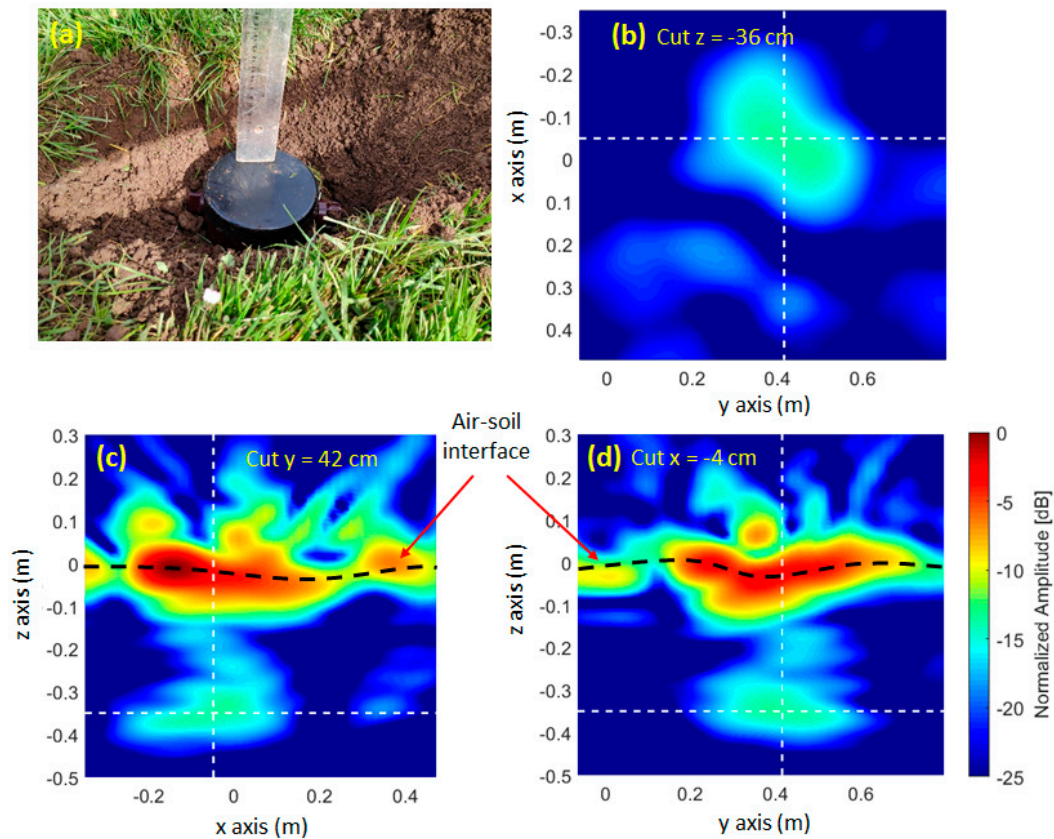 (a)
(b) Cut z = -36 cm
-0.3
-0.2
-0.1
0
0.1
0.2
0.3
0.4
x axis (m)
0 0.2 0.4 0.6
y axis (m)
Air-soil
interface
(c) Cut y = 42 cm
0.3
0.2
0.1
0
-0.1
-0.2
-0.3
-0.4
-0.5
z axis (m)
-0.2 0 0.2 0.4
x axis (m)
(d) Cut x = -4 cm
0.3
0.2
0.1
0
-0.1
-0.2
-0.3
-0.4
-0.5
z axis (m)
0 0.2 0.4 0.6
y axis (m)
0
-5
-10
-15
-20
-25
Normalized Amplitude [dB]